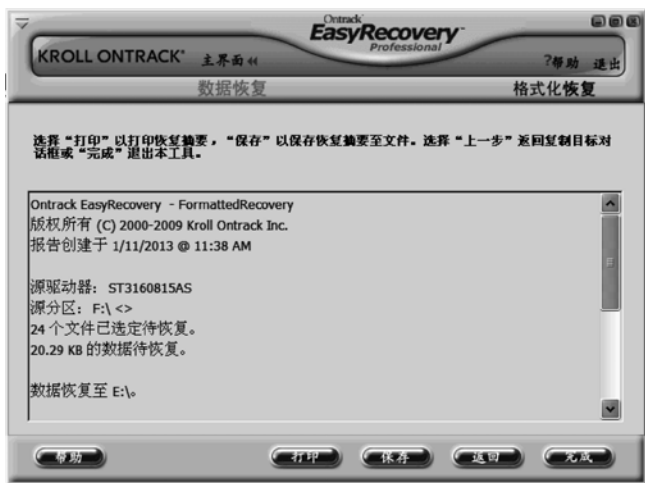 Ontrack
EasyRecovery
Professional
KROLL ONTRACK 主界面
?帮助 退出
数据恢复 格式化恢复
选择“打印”以打印恢复摘要，“保存”以保存恢复摘要至文件。选择“上一步”返回复制目标对
话框或“完成”退出本工具。
Ontrack EasyRecovery - FormattedRecovery
版权所有 (C) 2000-2009 Kroll Ontrack Inc.
报告创建于 1/11/2013 @ 11:38 AM
源驱动器: ST3160815AS
源分区: F:\ <>
24 个文件已选定待恢复。
20.29 KB 的数据待恢复。
数据恢复至 E:\。
帮助 打印 保存 返回 完成